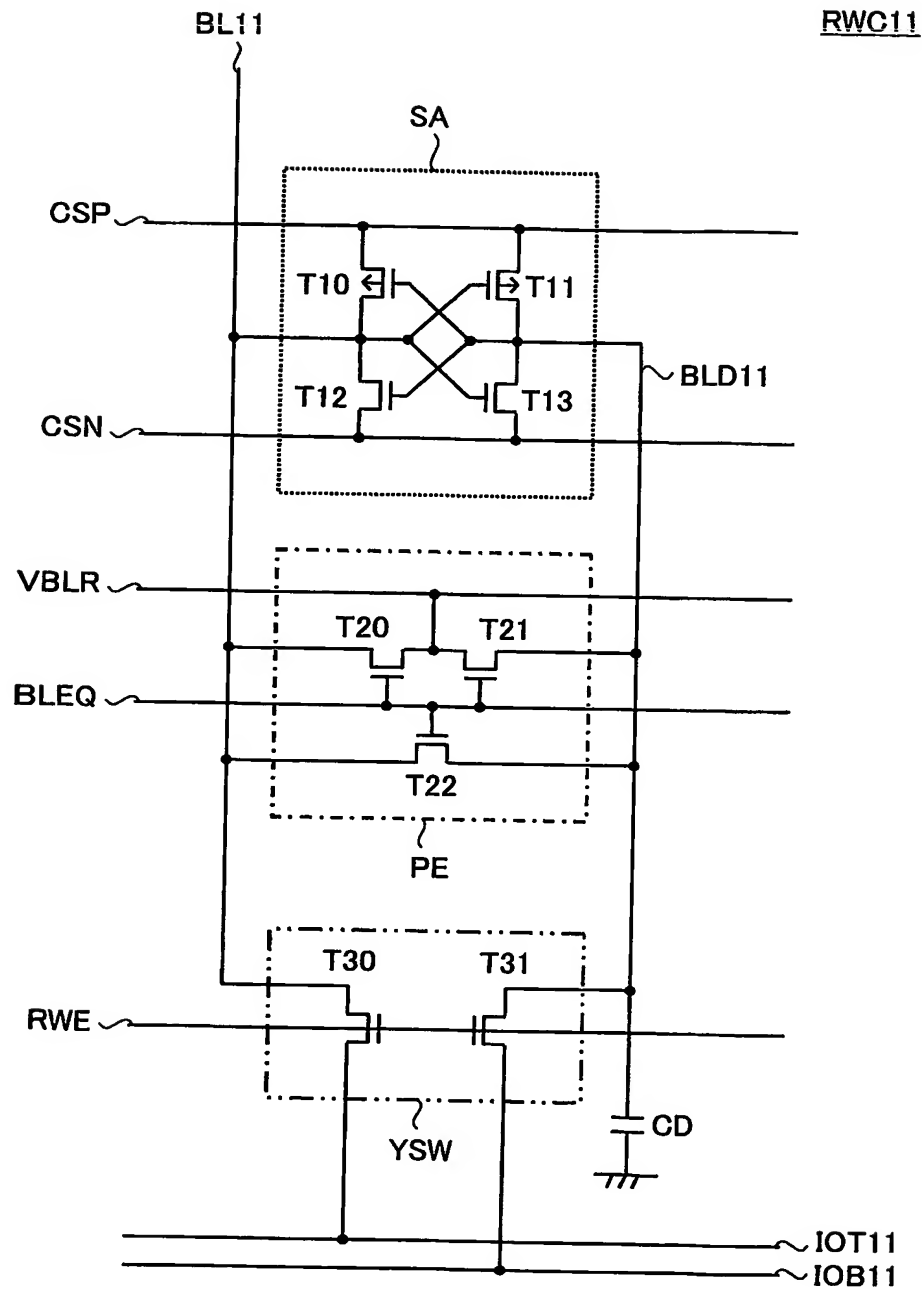 BL11
RWC11
SA
CSP
T10
T11
T12
T13
BLD11
CSN
VBLR
T20
T21
BLEQ
T22
PE
T30
T31
RWE
YSW
CD
IOT11
IOB11